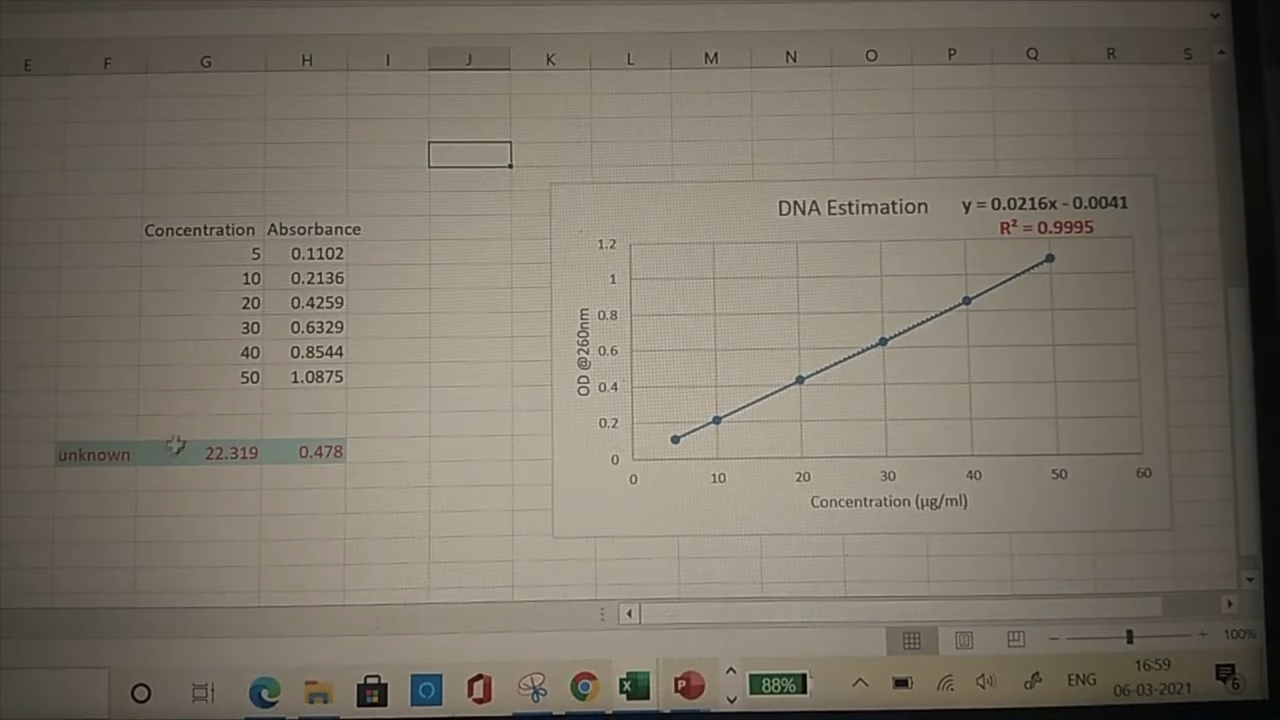 E F G H I J K L M N O P Q R S
Concentration Absorbance
5 0.1102
10 0.2136
20 0.4259
30 0.6329
40 0.8544
50 1.0875
unknown 22.319 0.478
DNA Estimation
y = 0.0216x - 0.0041
R² = 0.9995
OD @260nm
1.2
1
0.8
0.6
0.4
0.2
0
0 10 20 30 40 50 60
Concentration (µg/ml)
100%
88%
ENG
16:59
06-03-2021
6